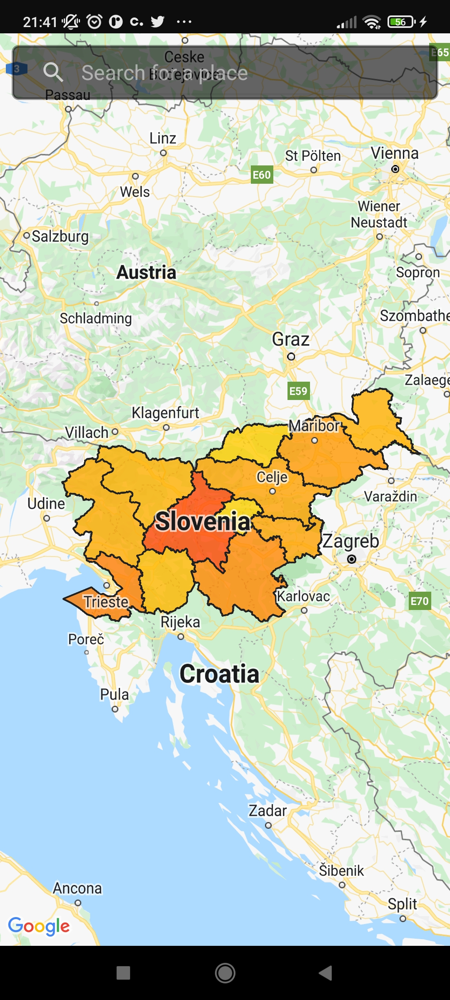 21:41
c.
56
E65
3
Ceske
Budejovice
Search for a place
Passau
Linz
St Pölten
Vienna
E60
Wels
Wiener
Neustadt
Salzburg
Austria
Sopron
Schladming
Szombathe
Graz
Zalaege
E59
Klagenfurt
Maribor
Villach
Celje
Varaždin
Udine
Slovenia
Zagreb
Karlovac
Trieste
E70
Rijeka
Poreč
Croatia
Pula
Zadar
Šibenik
Ancona
Split
Google